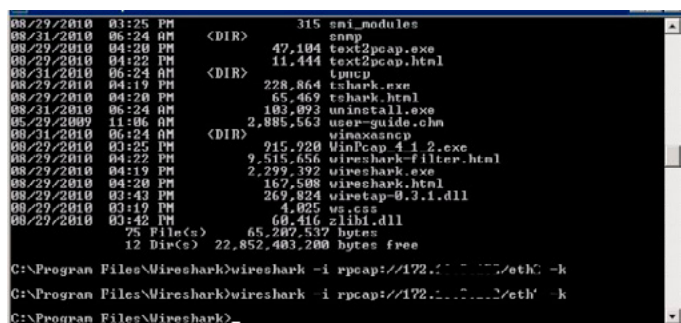 08/29/2010 03:25 PM 315 smi_modules
08/31/2010 06:24 AM <DIR> snmp
08/29/2010 04:20 PM 47,104 text2pcap.exe
08/29/2010 04:22 PM 11,444 text2pcap.html
08/31/2010 06:24 AM <DIR> tpncp
08/29/2010 04:19 PM 228,864 tshark.exe
08/29/2010 04:20 PM 65,469 tshark.html
08/31/2010 06:24 AM 103,093 uninstall.exe
05/29/2009 11:06 AM 2,885,563 user-guide.chm
08/31/2010 06:24 AM <DIR> wimaxasncp
08/29/2010 03:25 PM 915,920 WinPcap_4_1_2.exe
08/29/2010 04:22 PM 9,515,656 wireshark-filter.html
08/29/2010 04:19 PM 2,299,392 wireshark.exe
08/29/2010 04:20 PM 167,508 wireshark.html
08/29/2010 03:43 PM 269,824 wiretap-0.3.1.dll
08/29/2010 03:19 PM 4,025 ws.css
08/29/2010 03:42 PM 60,416 zlib1.dll
75 File(s) 65,207,537 bytes
12 Dir(s) 22,852,403,200 bytes free
C:\Program Files\Wireshark>wireshark -i -k
C:\Program Files\Wireshark>wireshark -i -k
C:\Program Files\Wireshark>_